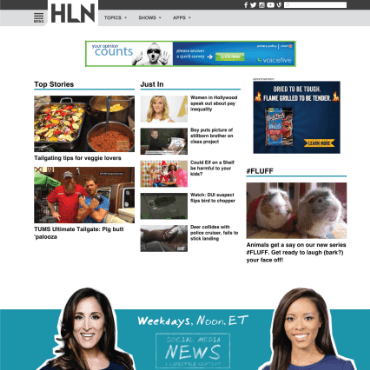 HLN
MENU
TOPICS
SHOWS
APPS
your opinion
counts
voicelive
ADVERTISEMENT
DRIED TO BE TOUGH.
FLAME GRILLED TO BE TENDER.
LEARN MORE
Top Stories
Just In
Women in Hollywood
speak out about pay
inequality
Boy puts picture of
stillborn brother on
class project
Tailgating tips for veggie lovers
Could Elf on a Shelf
be harmful to your
kids?
#FLUFF
Watch: DUI suspect
flips bird to chopper
TUMS Ultimate Tailgate: Pig butt
'palooza
Deer collides with
police cruiser, fails to
stick landing
Animals get a say on our new series
#FLUFF. Get ready to laugh (bark?)
your face off!
Weekdays, Noon, ET
SOCIAL MEDIA
NEWS